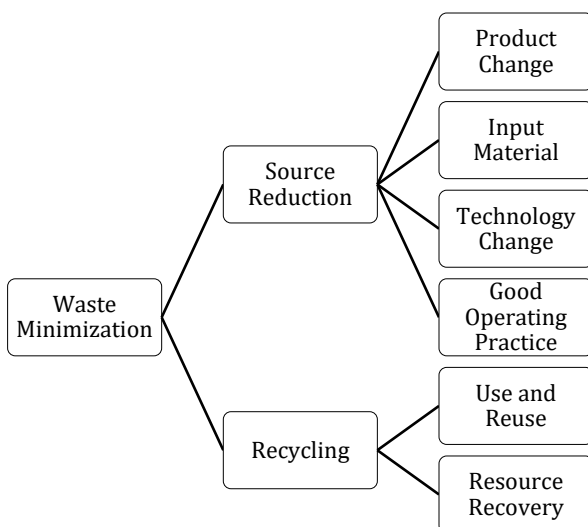 Waste
Minimization
Source
Reduction
Product
Change
Input
Material
Technology
Change
Good
Operating
Practice
Recycling
Use and
Reuse
Resource
Recovery